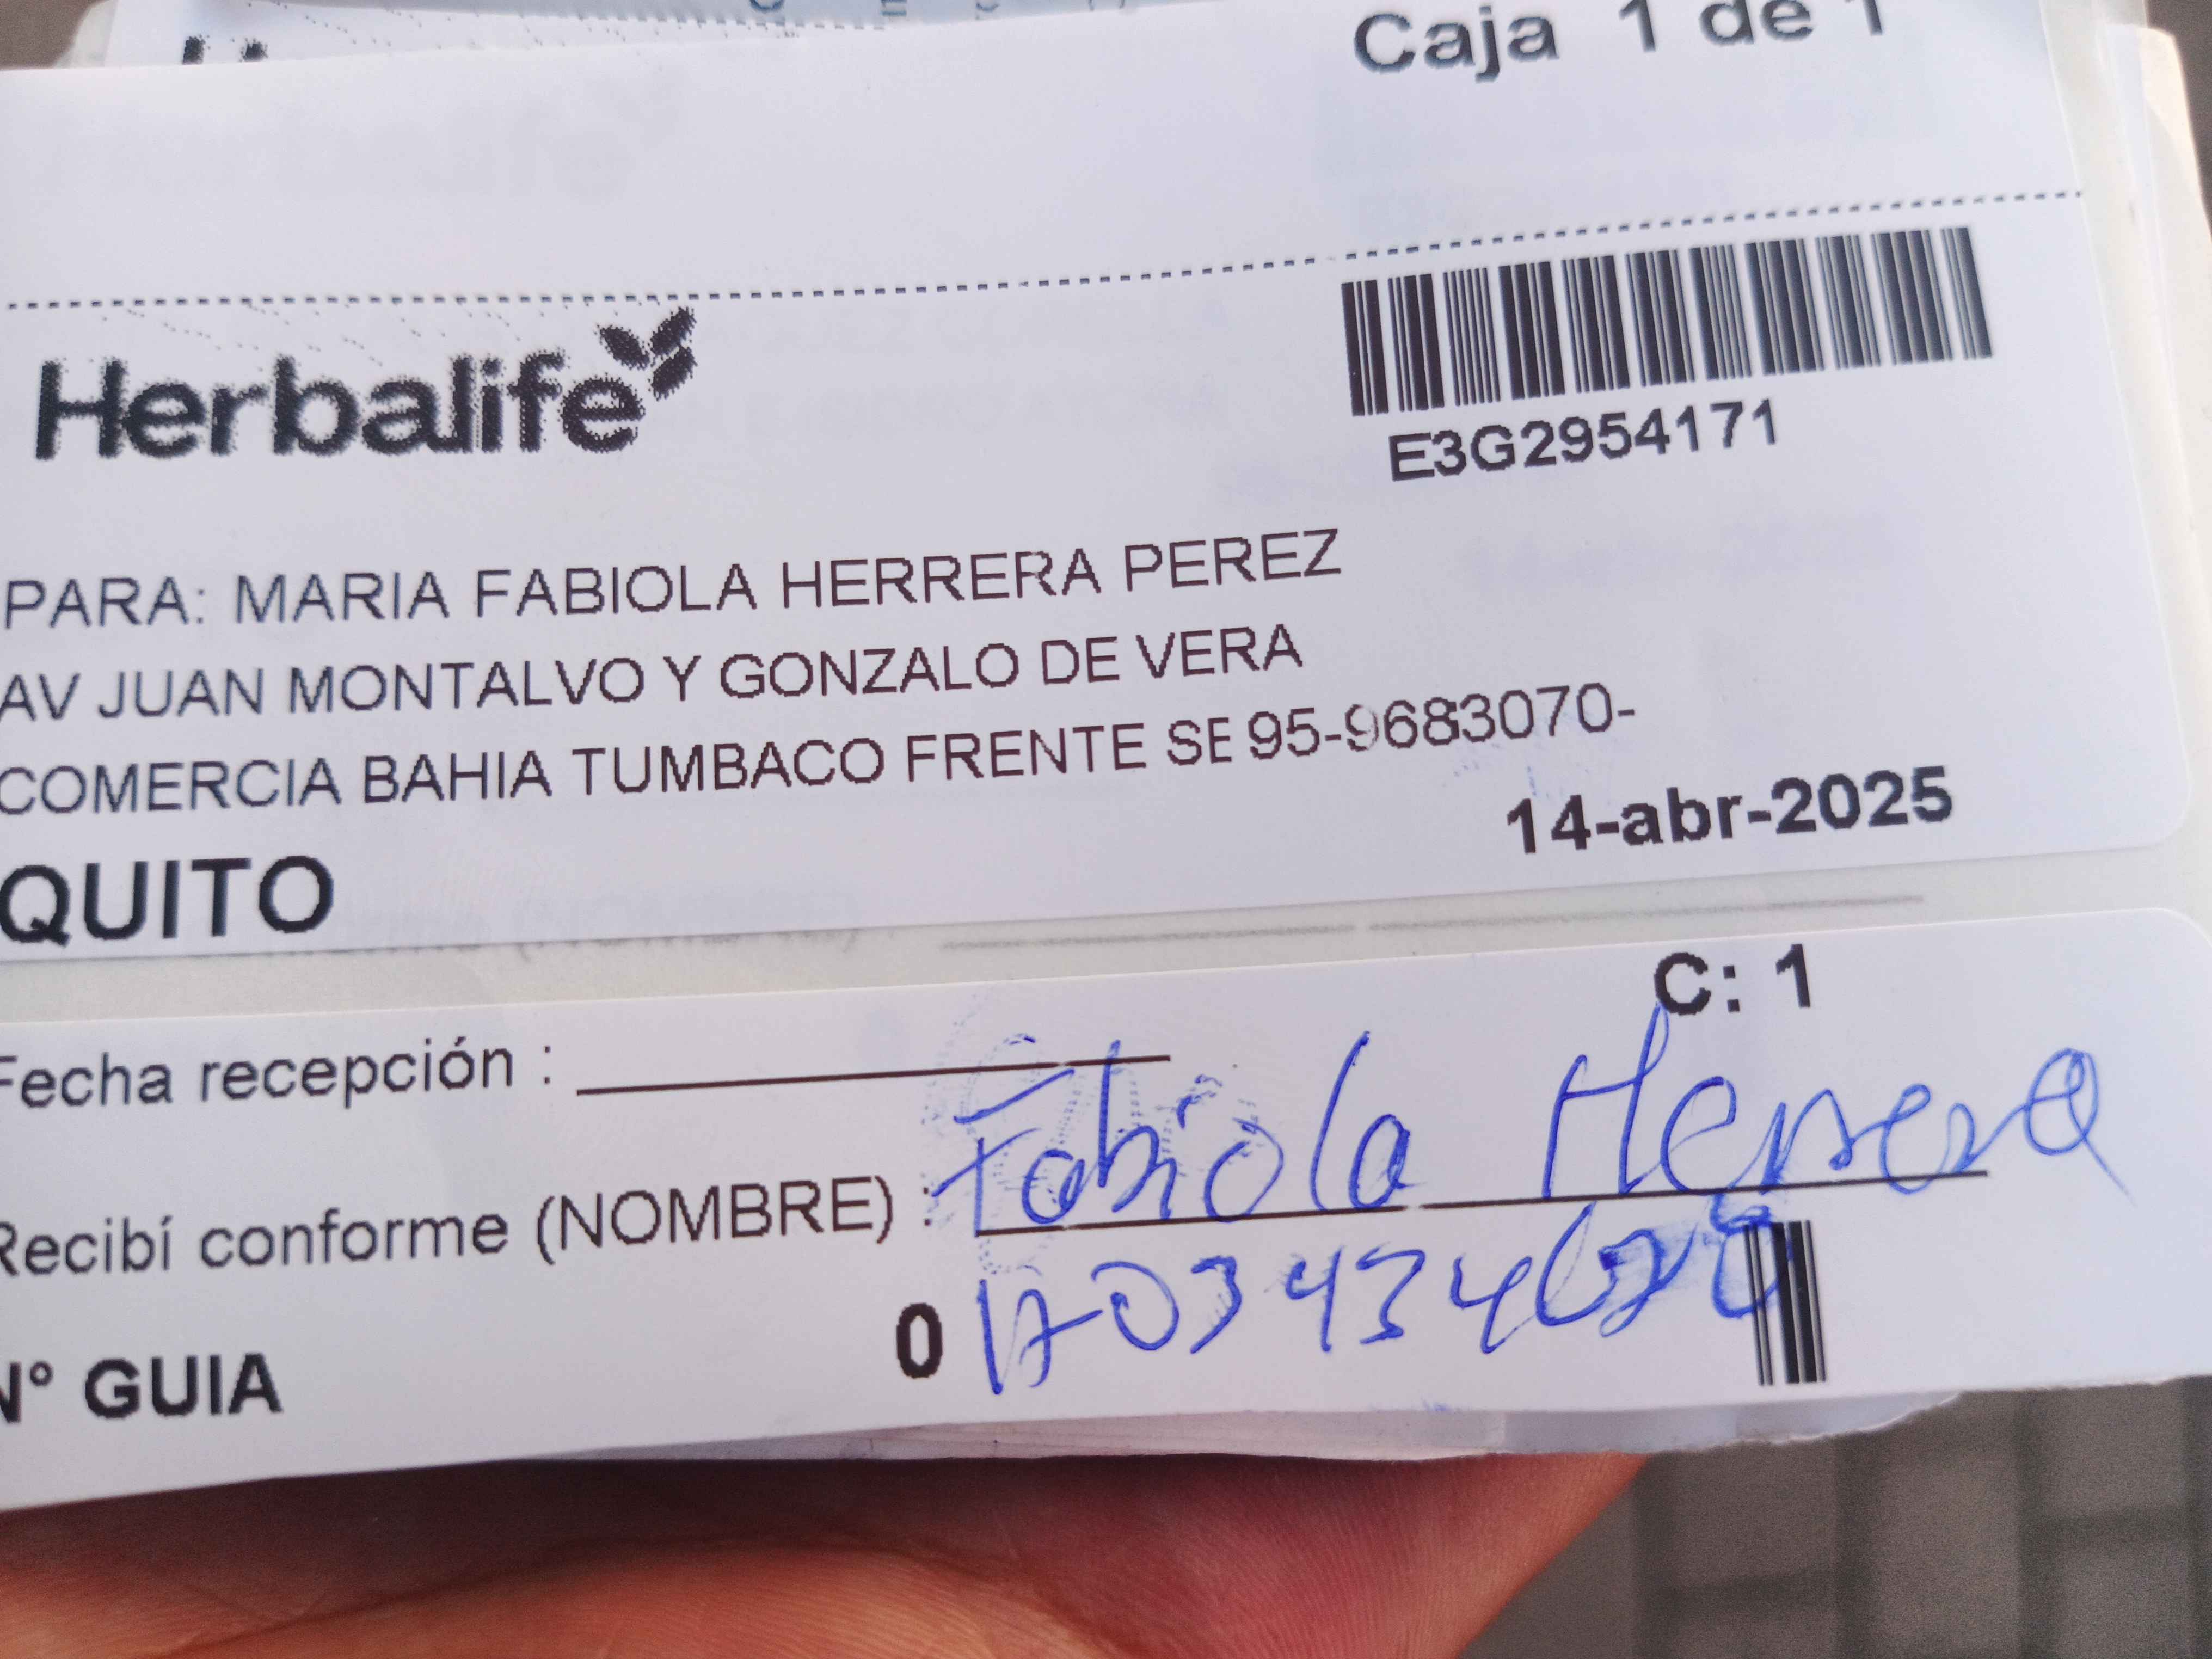 Caja 1 de 1
Herbalife
E3G2954171
PARA: MARIA FABIOLA HERRERA PEREZ
AV JUAN MONTALVO Y GONZALO DE VERA
COMERCIA BAHIA TUMBACO FRENTE SE 95-9683070-
14-abr-2025
QUITO
C: 1
Fecha recepción :
Recibí conforme (NOMBRE) : Fabiola Herrera
N° GUIA 0